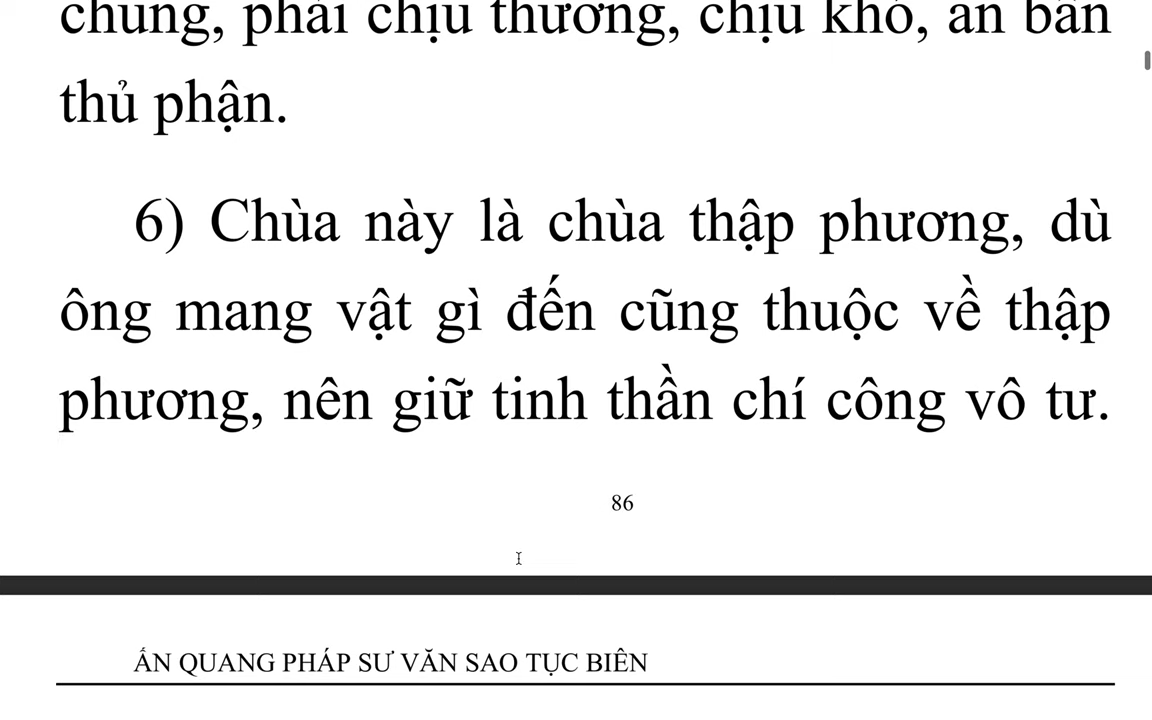 chung, phải chịu thương, chịu khó, an bần
thủ phận.
6) Chùa này là chùa thập phương, dù
ông mang vật gì đến cũng thuộc về thập
phương, nên giữ tinh thần chí công vô tư.
86
ẤN QUANG PHÁP SƯ VĂN SAO TỤC BIÊN